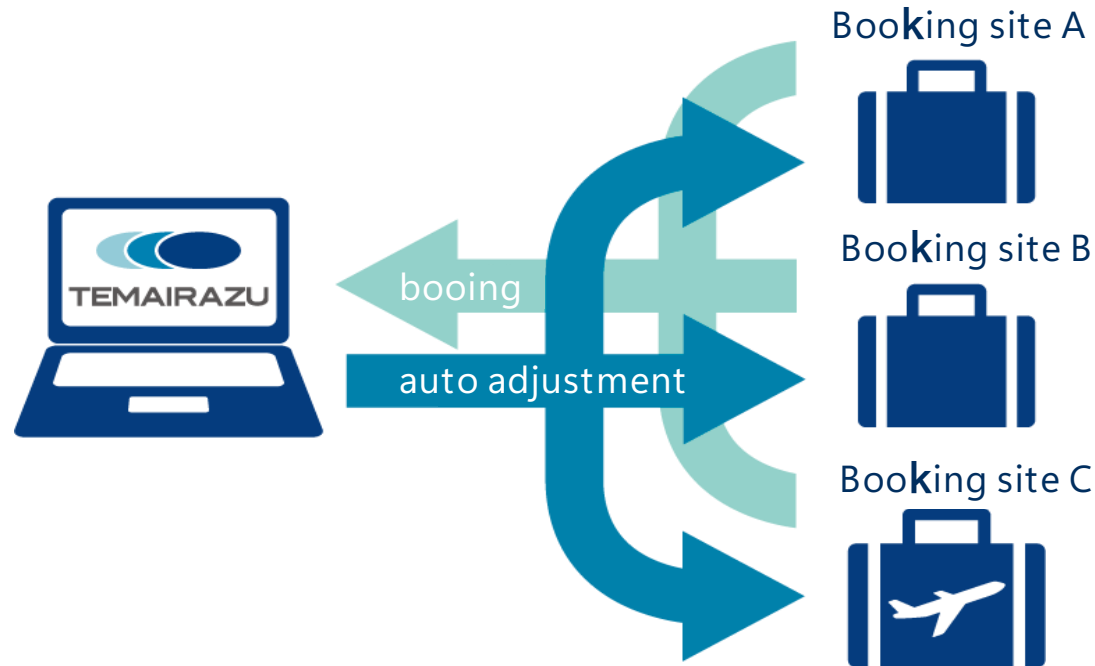 Booking site A
Booking site B
TEMAIRAZU
booing
auto adjustment
Booking site C